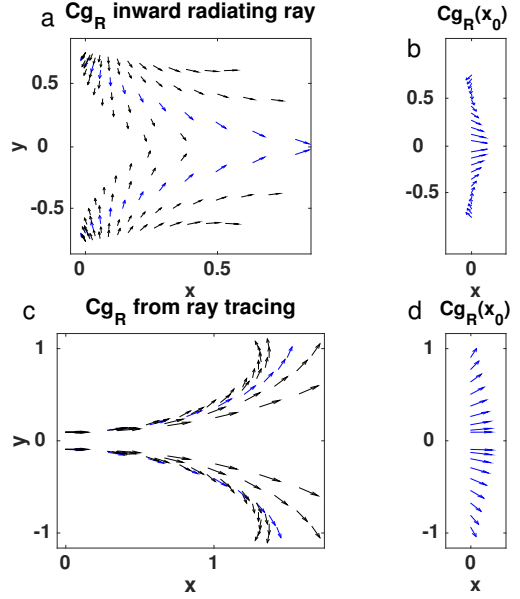 a Cg_R inward radiating ray
b Cg_R(x_0)
0.5
0
-0.5
y
0 0.5
x
0.5
0
-0.5
0
x
c Cg_R from ray tracing
d Cg_R(x_0)
1
0
-1
y
0 1
x
1
0
-1
0
x